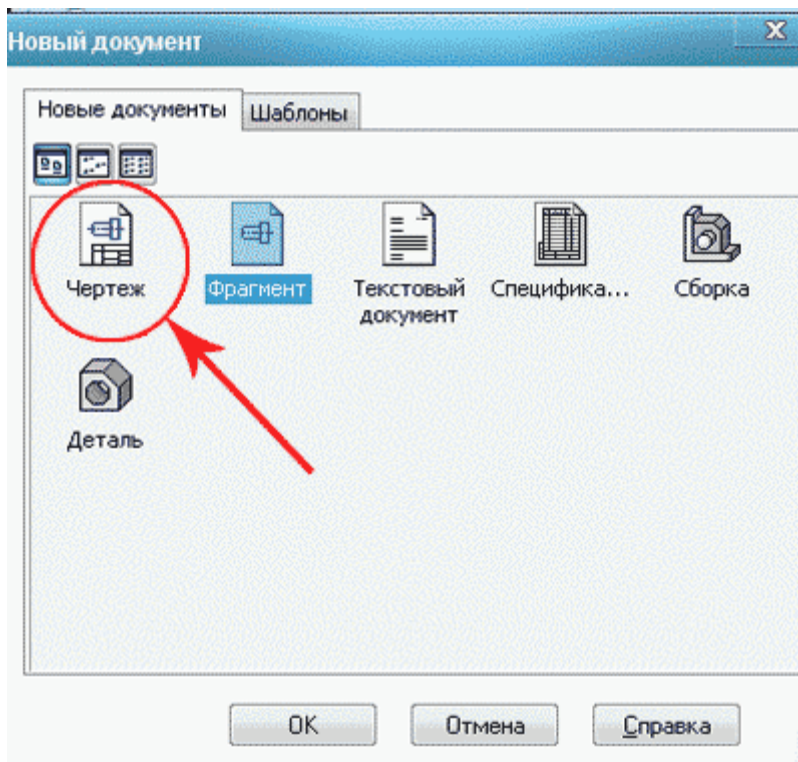 Новый документ
Новые документы Шаблоны
Чертеж Фрагмент Текстовый документ Специфика... Сборка
Деталь
OK Отмена Справка